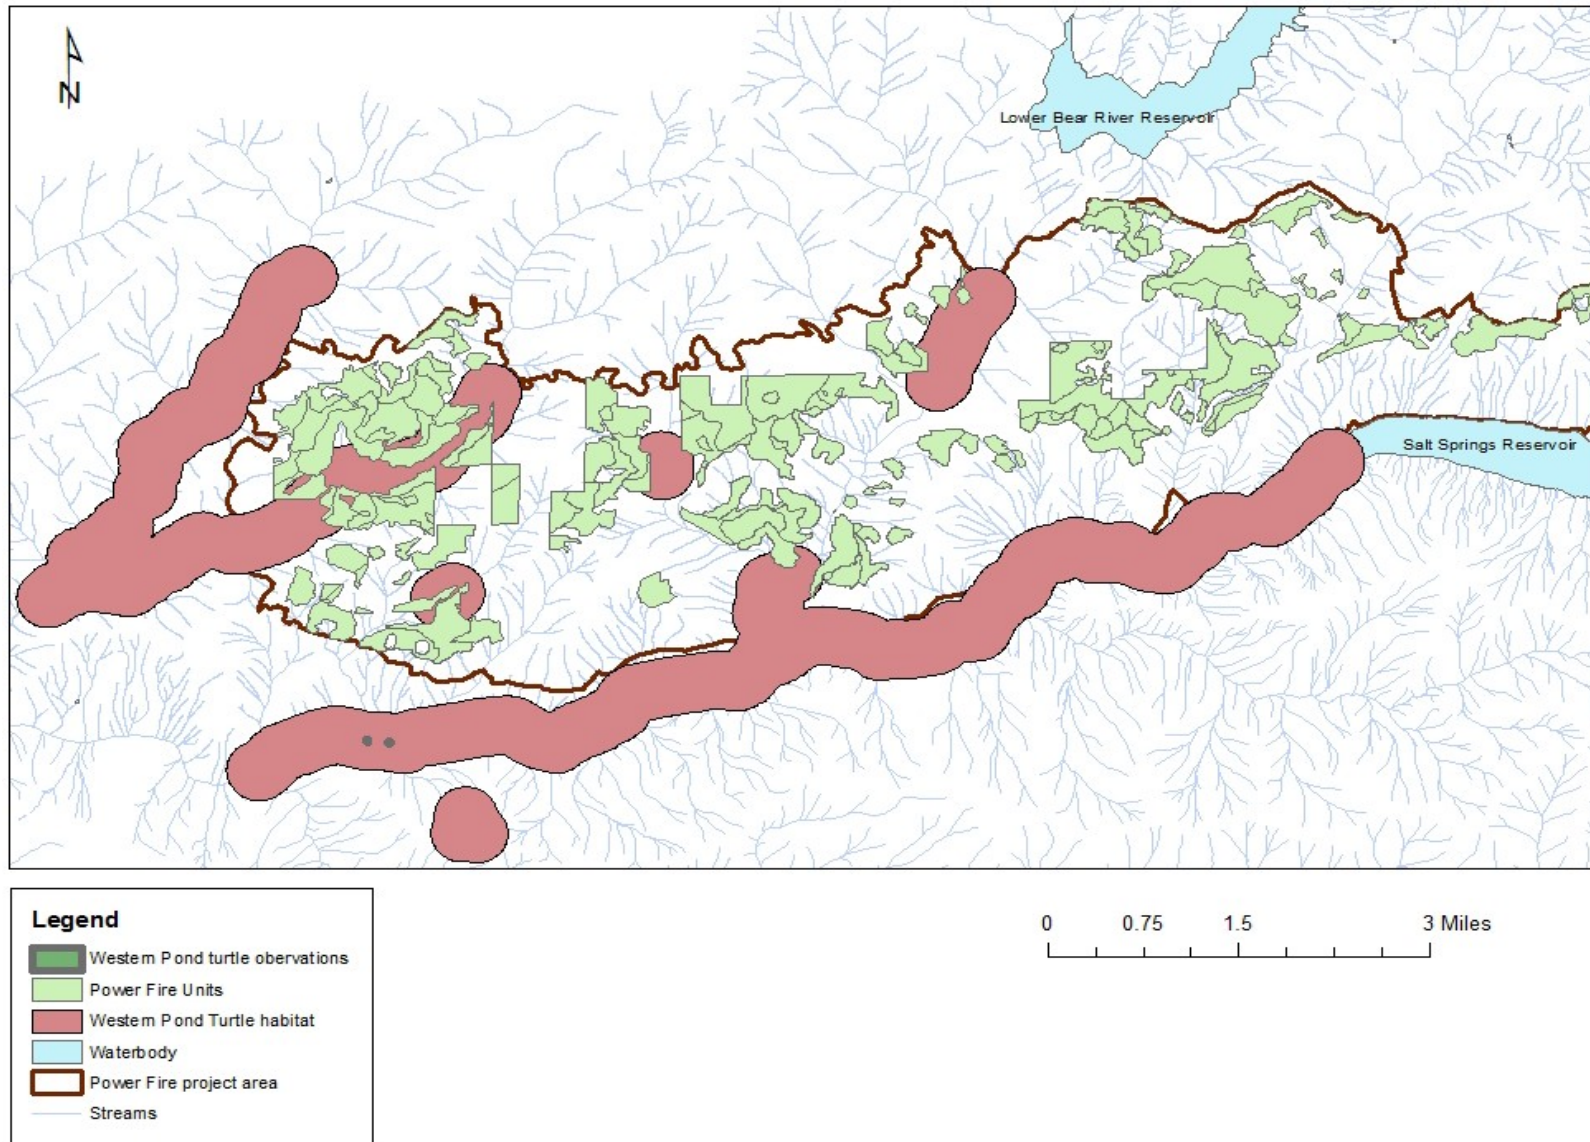 N
Lower Bear River Reservoir
Salt Springs Reservoir
Legend
Western Pond turtle obervations
Power Fire Units
Western Pond Turtle habitat
Waterbody
Power Fire project area
Streams
0 0.75 1.5 3 Miles